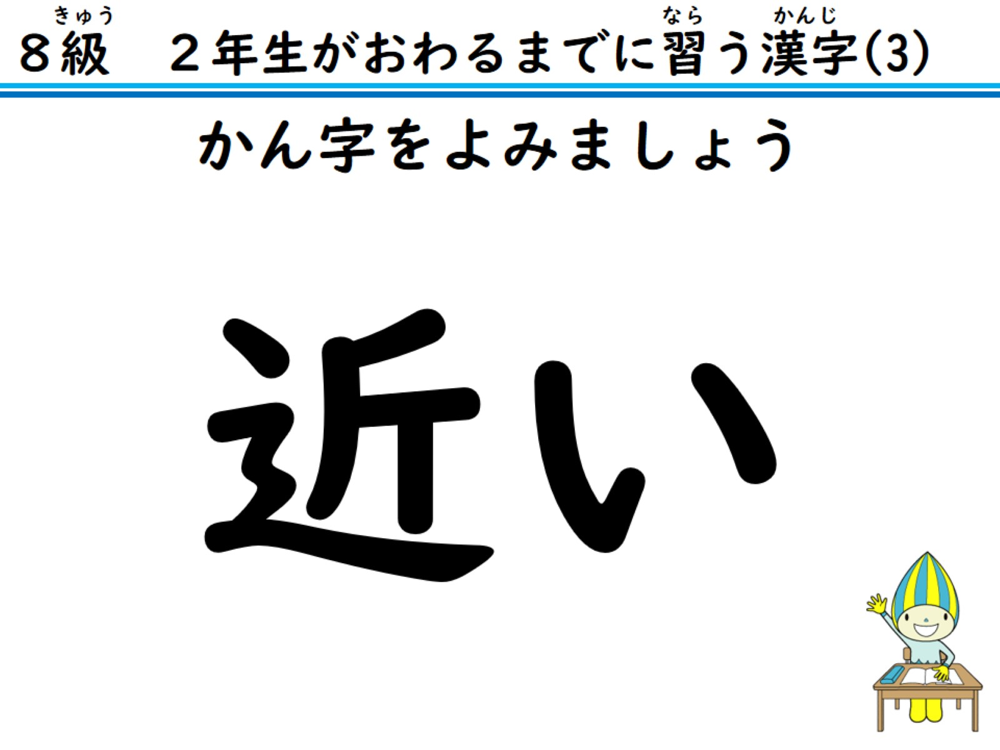 きゅう なら かんじ
８級　２年生がおわるまでに習う漢字(3)
かん字をよみましょう
近い